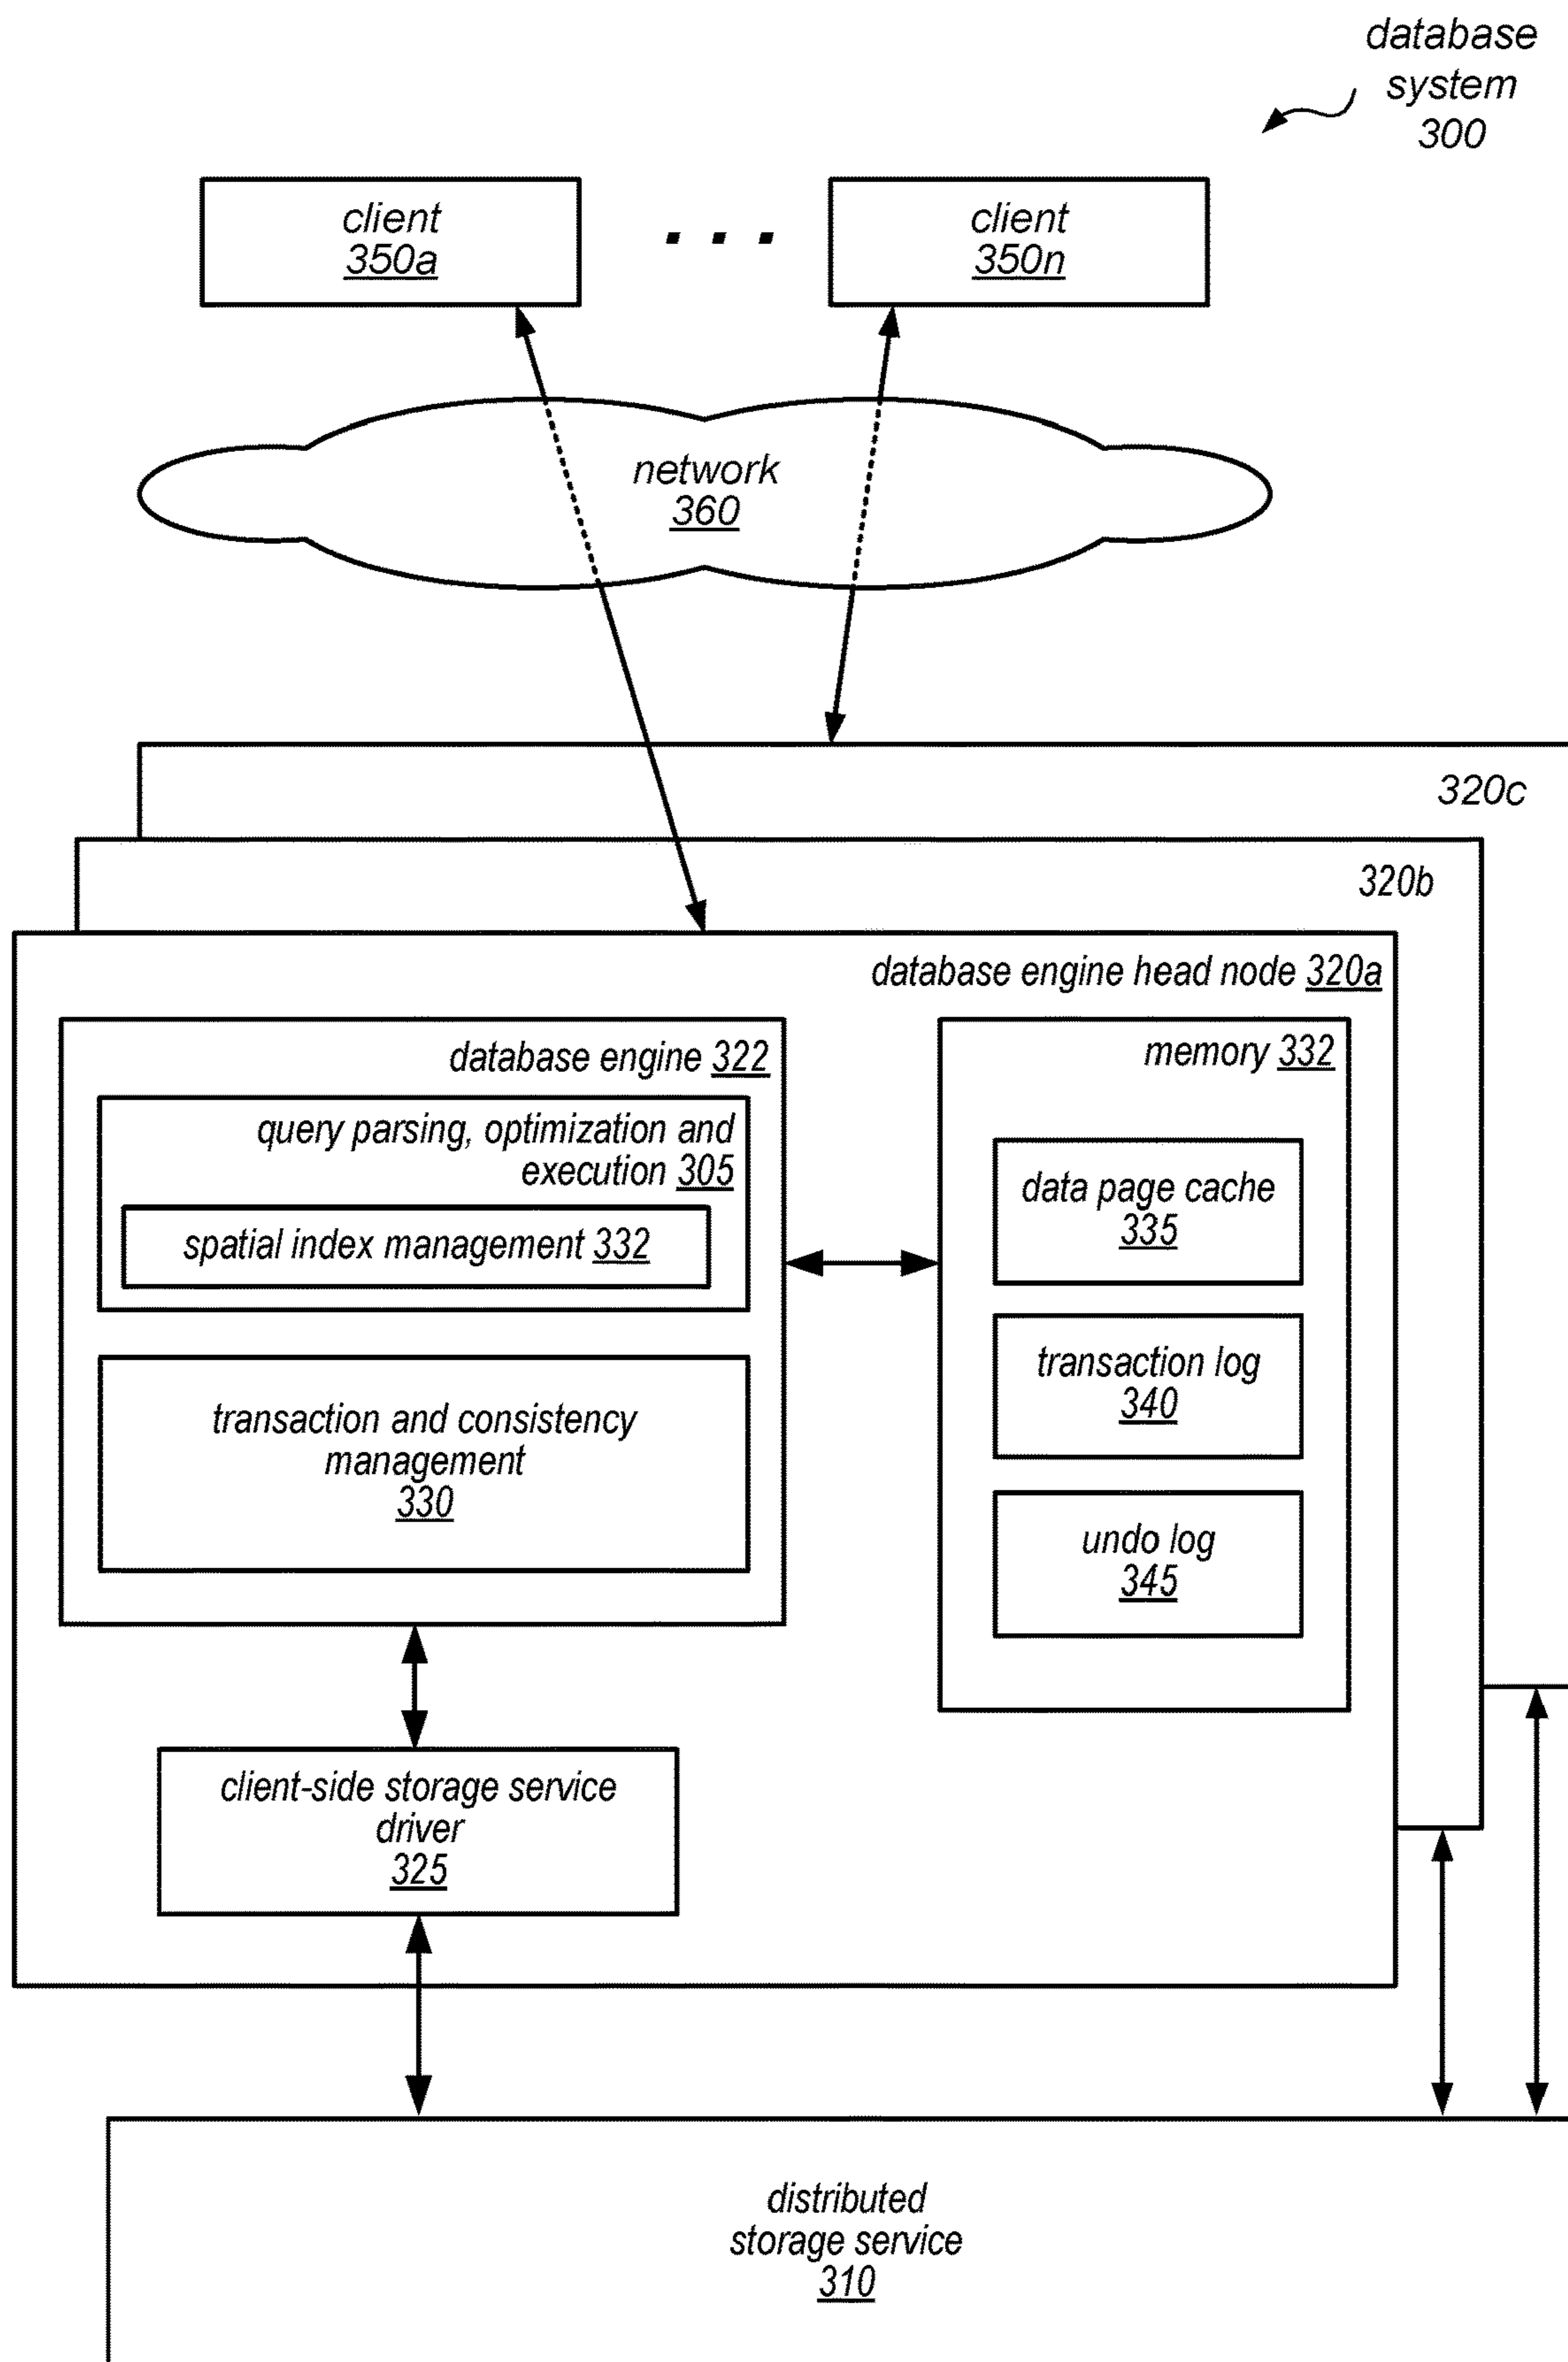 database
system
300
client
350a
. . .
client
350n
network
360
320c
320b
database engine head node 320a
database engine 322
query parsing, optimization and
execution 305
spatial index management 332
transaction and consistency
management
330
memory 332
data page cache
335
transaction log
340
undo log
345
client-side storage service
driver
325
distributed
storage service
310